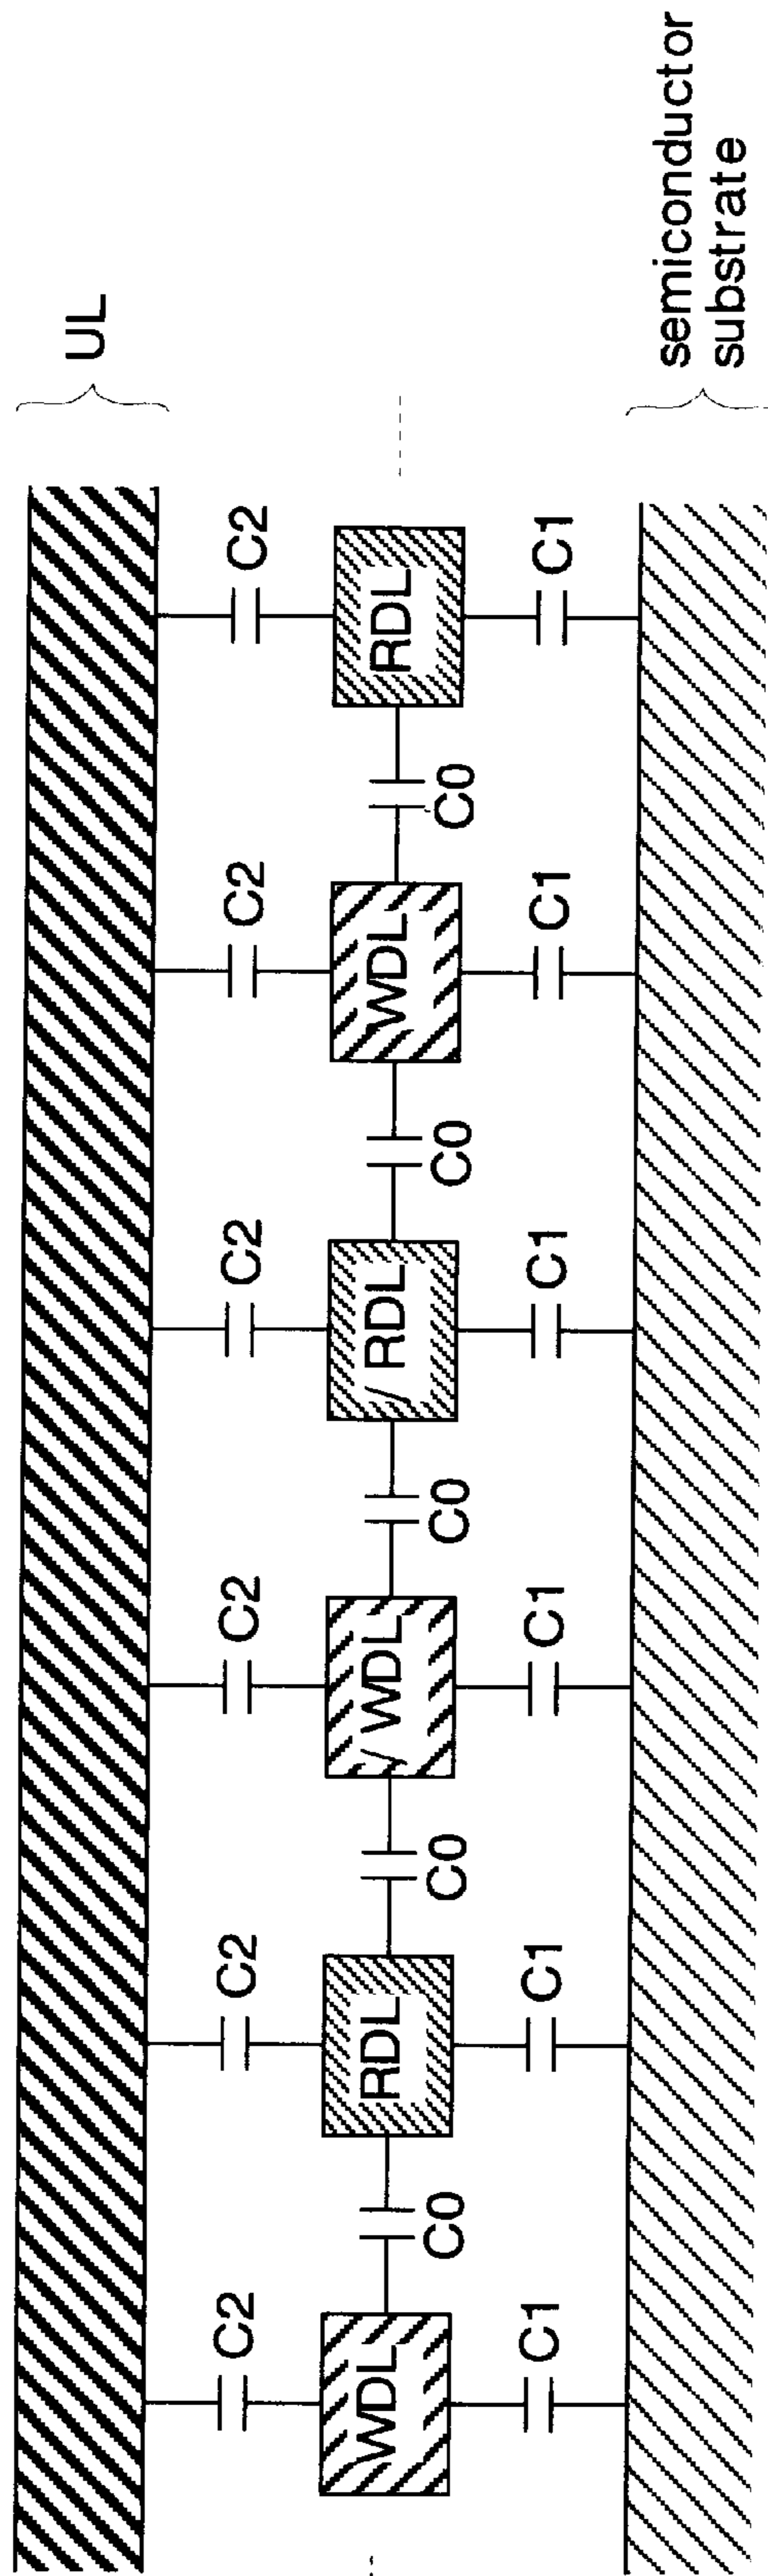 UL
C2 C2 C2 C2 C2 C2
WDL RDL / WDL / RDL WDL RDL
C0 C0 C0 C0 C0
C1 C1 C1 C1 C1 C1
semiconductor
substrate